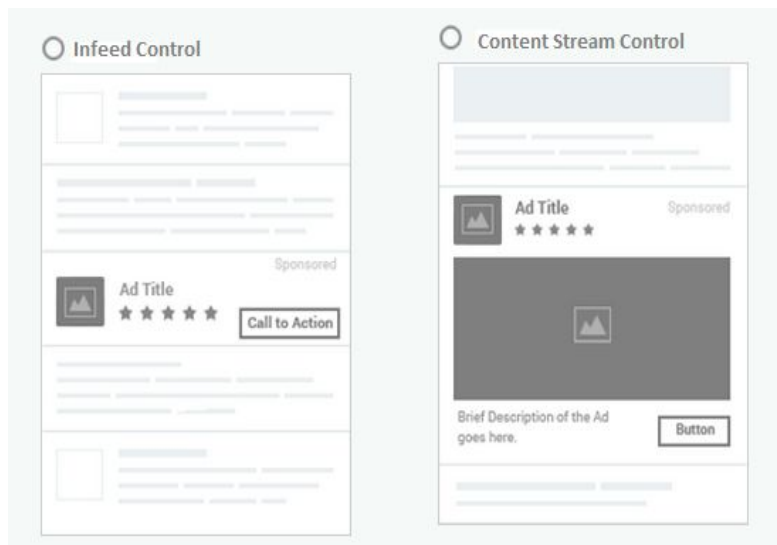 Infeed Control
Sponsored
Ad Title
Call to Action
Content Stream Control
Ad Title
Sponsored
Brief Description of the Ad
goes here.
Button